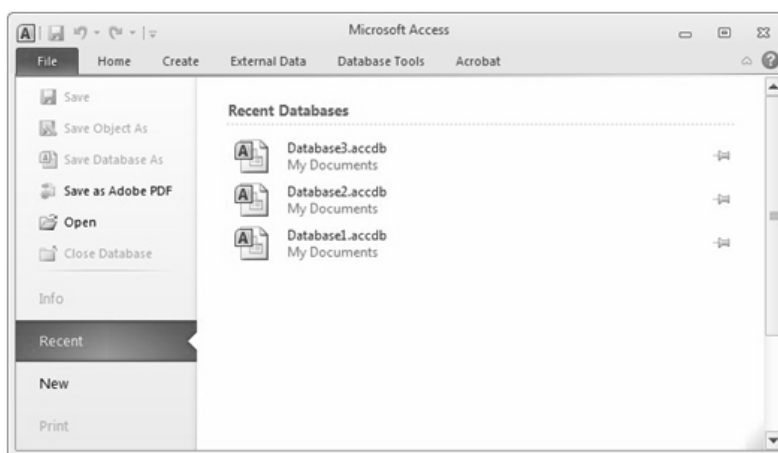 Microsoft Access
File Home Create External Data Database Tools Acrobat
Save
Save Object As
Save Database As
Save as Adobe PDF
Open
Close Database
Info
Recent
New
Print
Recent Databases
Database3.accdb
My Documents
Database2.accdb
My Documents
Database1.accdb
My Documents